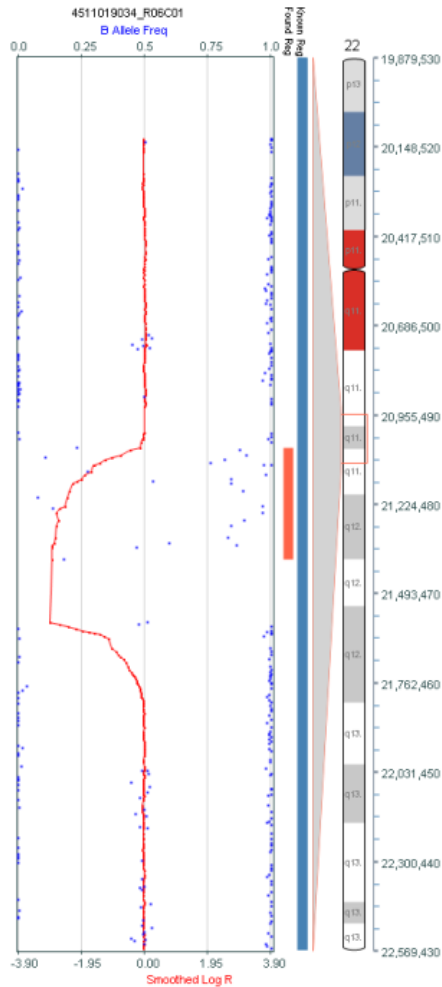 4511019034_R06C01
B Allele Freq
0.0 0.5 0.25 0.75 1.0
Known Reg
Found Reg
22
19,879,530
20,148,520
20,417,510
20,686,500
20,955,490
21,224,480
21,493,470
21,762,460
22,031,450
22,300,440
22,569,430
p13
p11.
p11.
q11.
q11.
q11.
q11.
q12.
q12.
q12.
q13.
q13.
q13.
q13.
q13.
-3.90 -1.95 0.00 1.95 3.90
Smoothed Log R